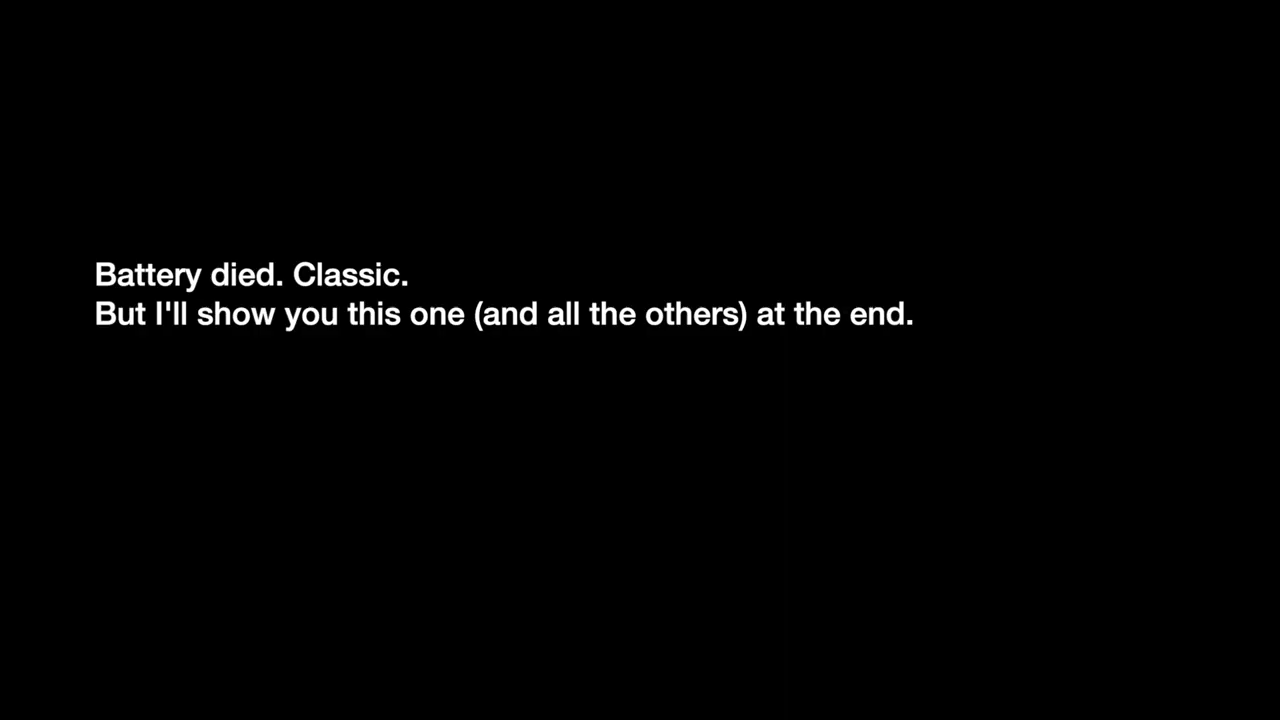 Battery died. Classic.
But I'll show you this one (and all the others) at the end.